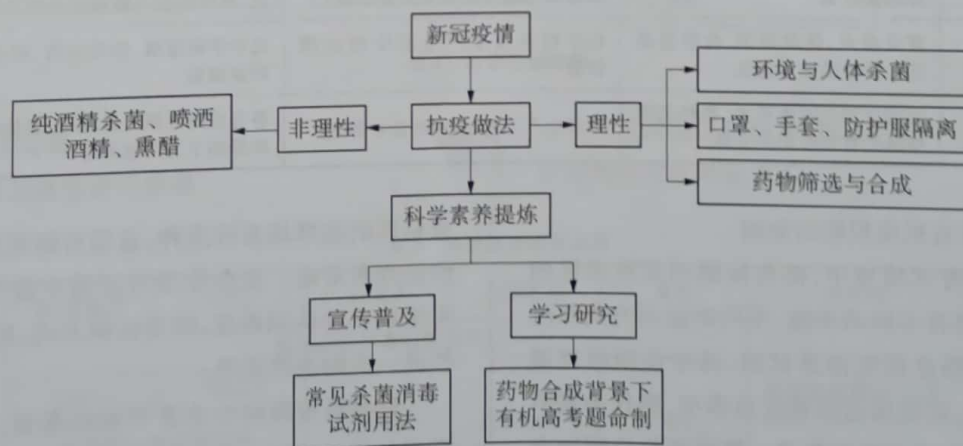 新冠疫情
环境与人体杀菌
纯酒精杀菌、喷洒
酒精、熏醋
非理性
抗疫做法
理性
口罩、手套、防护服隔离
药物筛选与合成
科学素养提炼
宣传普及
学习研究
常见杀菌消毒
试剂用法
药物合成背景下
有机高考题命制